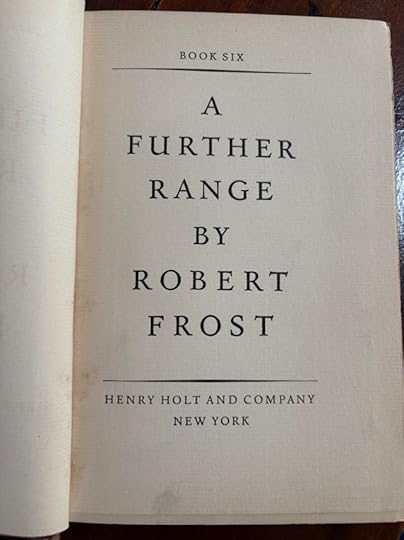 BOOK SIX
A
FURTHER
RANGE
BY
ROBERT
FROST
HENRY HOLT AND COMPANY
NEW YORK